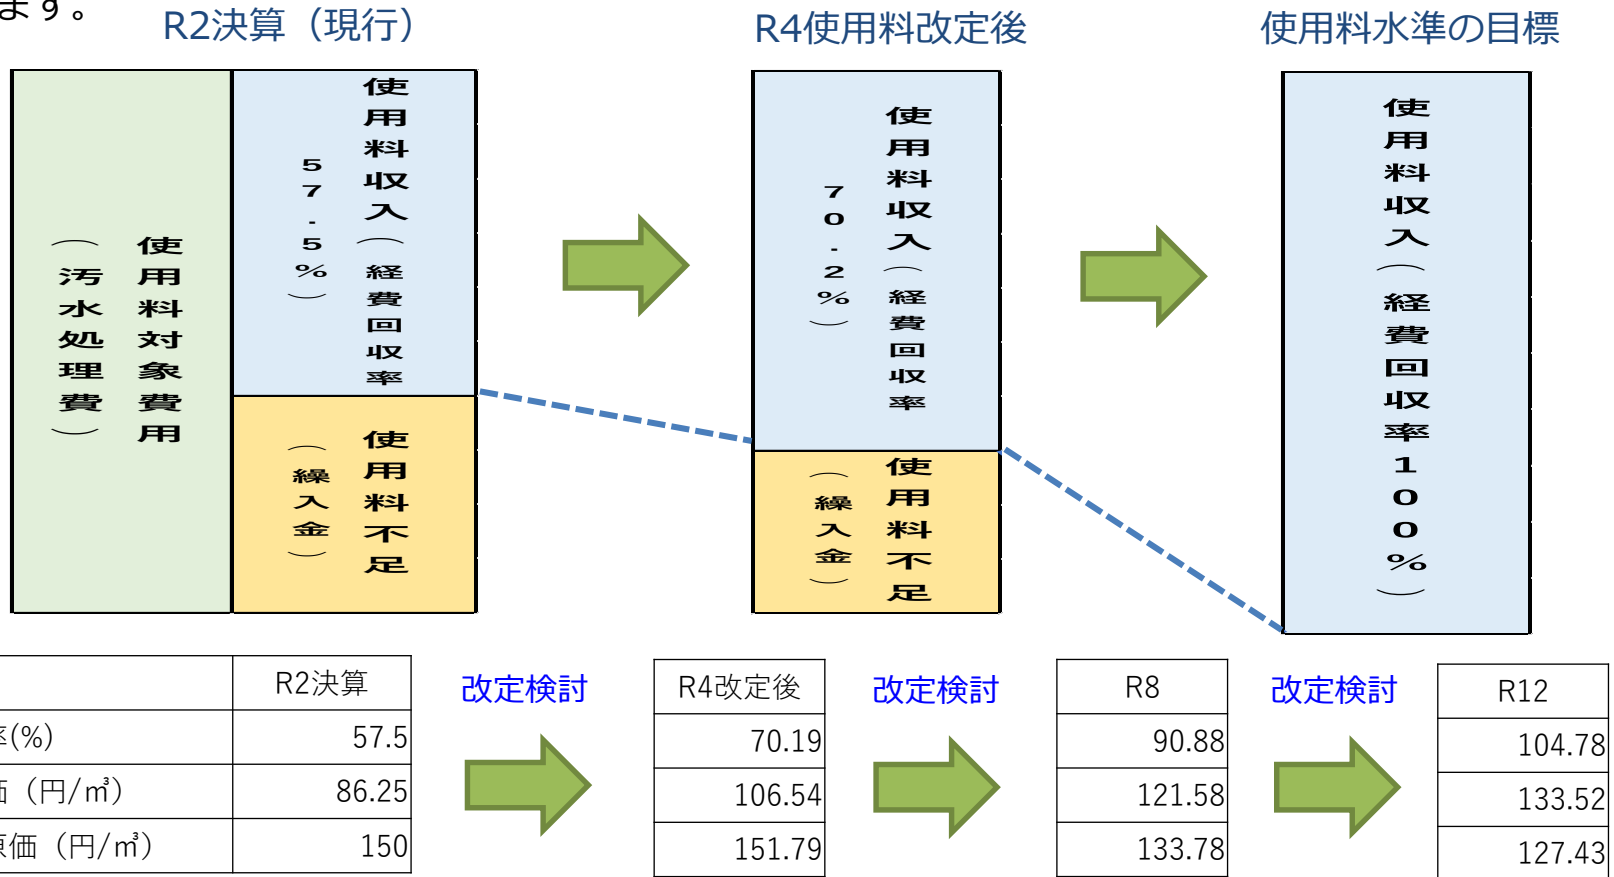 ます。
R2決算（現行）
R4使用料改定後
使用料水準の目標
使用料対象費用
（汚水処理費）
使用料収入（経費回収率
57.5%）
使用料不足
（繰入金）
使用料収入（経費回収率
70.2%）
使用料不足
（繰入金）
使用料収入（経費回収率100%）
R2決算
率(%) 57.5
価（円/㎥） 86.25
原価（円/㎥） 150
改定検討
R4改定後
70.19
106.54
151.79
改定検討
R8
90.88
121.58
133.78
改定検討
R12
104.78
133.52
127.43